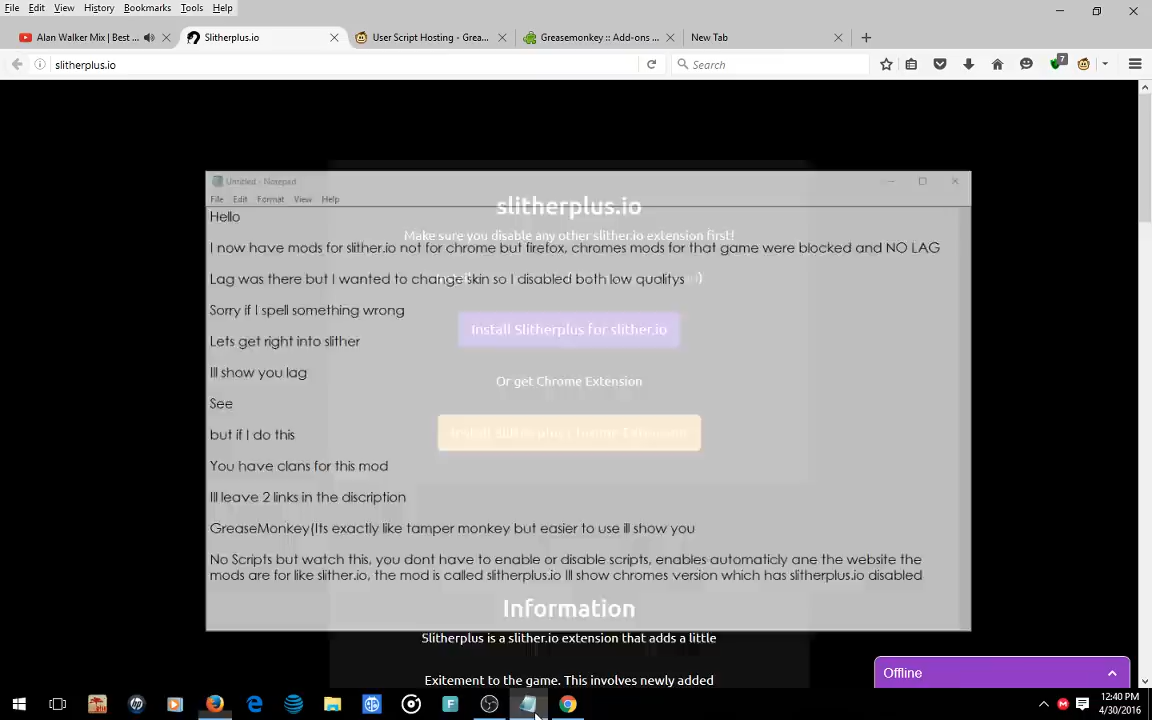 File Edit View History Bookmarks Tools Help
Alan Walker Mix | Best ...
Slitherplus.io
User Script Hosting - Grea...
Greasemonkey :: Add-ons ...
New Tab
slitherplus.io
Search
7
Untitled - Notepad
File Edit Format View Help
slitherplus.io
Make sure you disable any other slither.io extension first!
Install Slitherplus for slither.io
Or get Chrome Extension
Hello
I now have mods for slither.io not for chrome but firefox, chromes mods for that game were blocked and NO LAG
Lag was there but I wanted to change skin so I disabled both low qualitys
Sorry if I spell something wrong
Lets get right into slither
Ill show you lag
See
but if I do this
You have clans for this mod
Ill leave 2 links in the discription
GreaseMonkey(Its exactly like tamper monkey but easier to use ill show you
No Scripts but watch this, you dont have to enable or disable scripts, enables automaticly ane the website the
mods are for like slither.io, the mod is called slitherplus.io Ill show chromes version which has slitherplus.io disabled
Information
Slitherplus is a slither.io extension that adds a little
Exitement to the game. This involves newly added
Offline
12:40 PM
4/30/2016